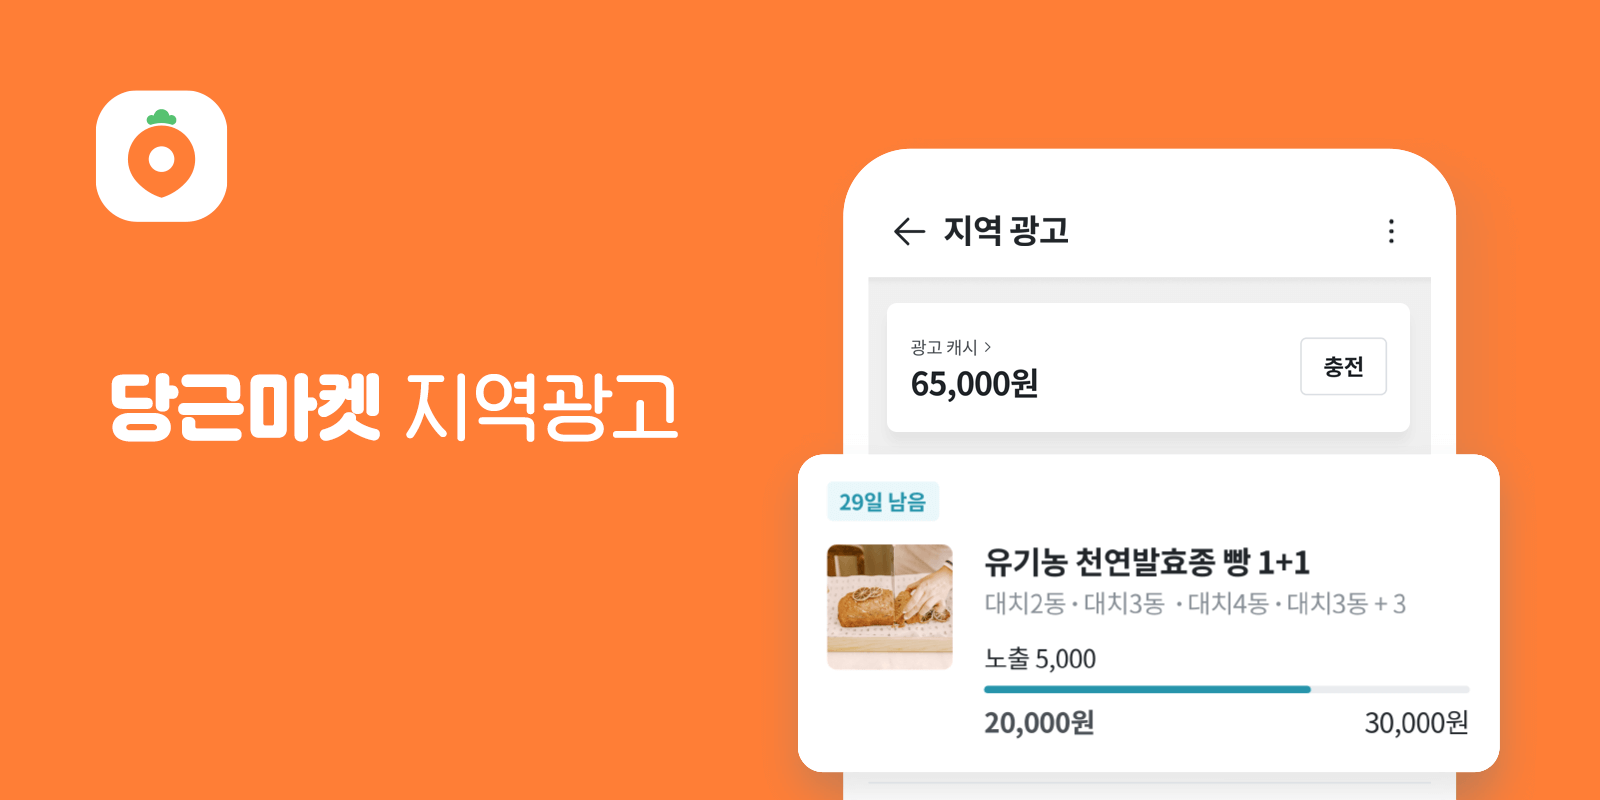 당근마켓 지역광고
지역 광고
광고 캐시 >
65,000원
충전
29일 남음
유기농 천연발효종 빵 1+1
대치2동 · 대치3동 · 대치4동 · 대치3동 + 3
노출 5,000
20,000원
30,000원